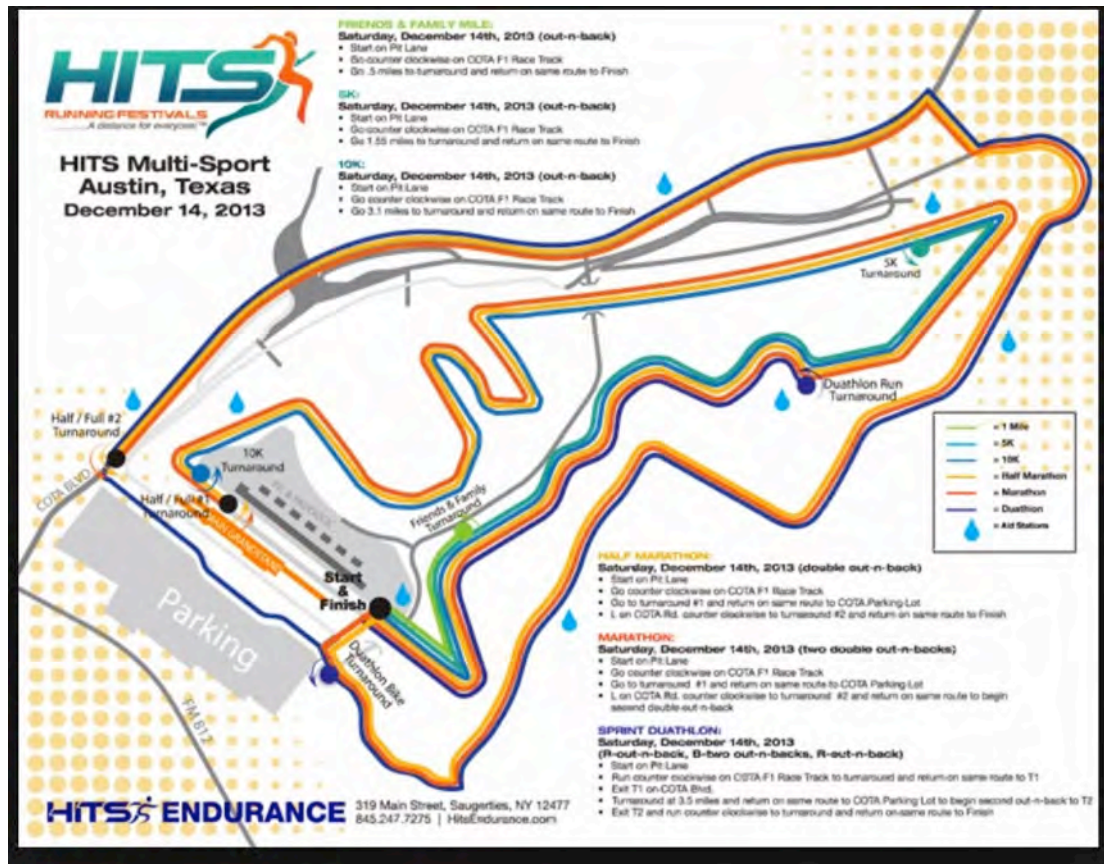 HITS
RUNNING FESTIVALS
...A distance for everyone!™
HITS Multi-Sport
Austin, Texas
December 14, 2013
FRIENDS & FAMILY MILE:
Saturday, December 14th, 2013 (out-n-back)
• Start on Pit Lane
• Go counter clockwise on COTA F1 Race Track
• Go .5 miles to turnaround and return on same route to Finish
5K:
Saturday, December 14th, 2013 (out-n-back)
• Start on Pit Lane
• Go counter clockwise on COTA F1 Race Track
• Go 1.55 miles to turnaround and return on same route to Finish
10K:
Saturday, December 14th, 2013 (out-n-back)
• Start on Pit Lane
• Go counter clockwise on COTA F1 Race Track
• Go 3.1 miles to turnaround and return on same route to Finish
5K
Turnaround
Duathlon Run
Turnaround
Half / Full #2
Turnaround
COTA BLVD
10K
Turnaround
Half / Full #1
Turnaround
MAIN GRANDSTAND
Friends & Family
Turnaround
Start
&
Finish
Parking
Duathlon Bike
Turnaround
FM 812
= 1 Mile
= 5K
= 10K
= Half Marathon
= Marathon
= Duathlon
= Aid Stations
HALF MARATHON:
Saturday, December 14th, 2013 (double out-n-back)
• Start on Pit Lane
• Go counter clockwise on COTA F1 Race Track
• Go to turnaround #1 and return on same route to COTA Parking Lot
• L on COTA Rd. counter clockwise to turnaround #2 and return on same route to Finish
MARATHON:
Saturday, December 14th, 2013 (two double out-n-backs)
• Start on Pit Lane
• Go counter clockwise on COTA F1 Race Track
• Go to turnaround #1 and return on same route to COTA Parking Lot
• L on COTA Rd. counter clockwise to turnaround #2 and return on same route to begin
second double-out-n-back
SPRINT DUATHLON:
Saturday, December 14th, 2013
(R-out-n-back, B-two out-n-backs, R-out-n-back)
• Start on Pit Lane
• Run counter clockwise on COTA F1 Race Track to turnaround and return on same route to T1
• Exit T1 on COTA Blvd.
• Turnaround at 3.5 miles and return on same route to COTA Parking Lot to begin second out-n-back to T2
• Exit T2 and run counter clockwise to turnaround and return on same route to Finish
HITS ENDURANCE
319 Main Street, Saugerties, NY 12477
845.247.7275 | HitsEndurance.com